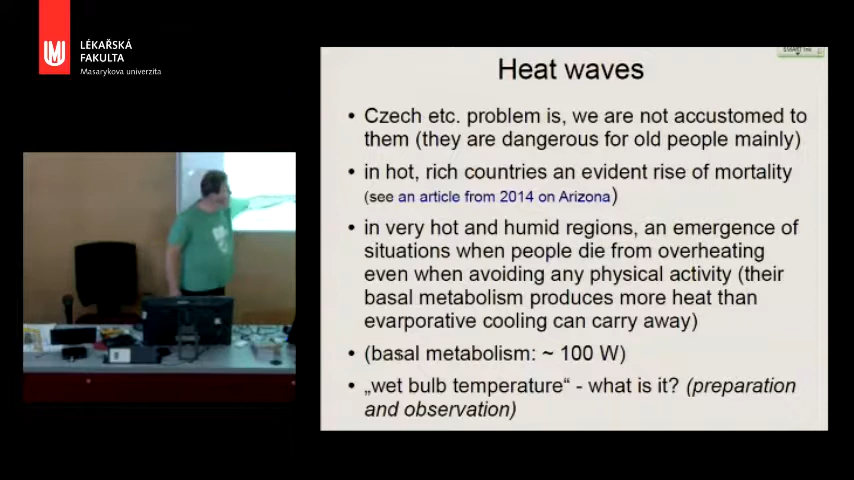 LÉKAŘSKÁ
FAKULTA
Masarykova univerzita
Heat waves
• Czech etc. problem is, we are not accustomed to
them (they are dangerous for old people mainly)
• in hot, rich countries an evident rise of mortality
(see an article from 2014 on Arizona)
• in very hot and humid regions, an emergence of
situations when people die from overheating
even when avoiding any physical activity (their
basal metabolism produces more heat than
evarporative cooling can carry away)
• (basal metabolism: ~ 100 W)
• „wet bulb temperature“ - what is it? (preparation
and observation)